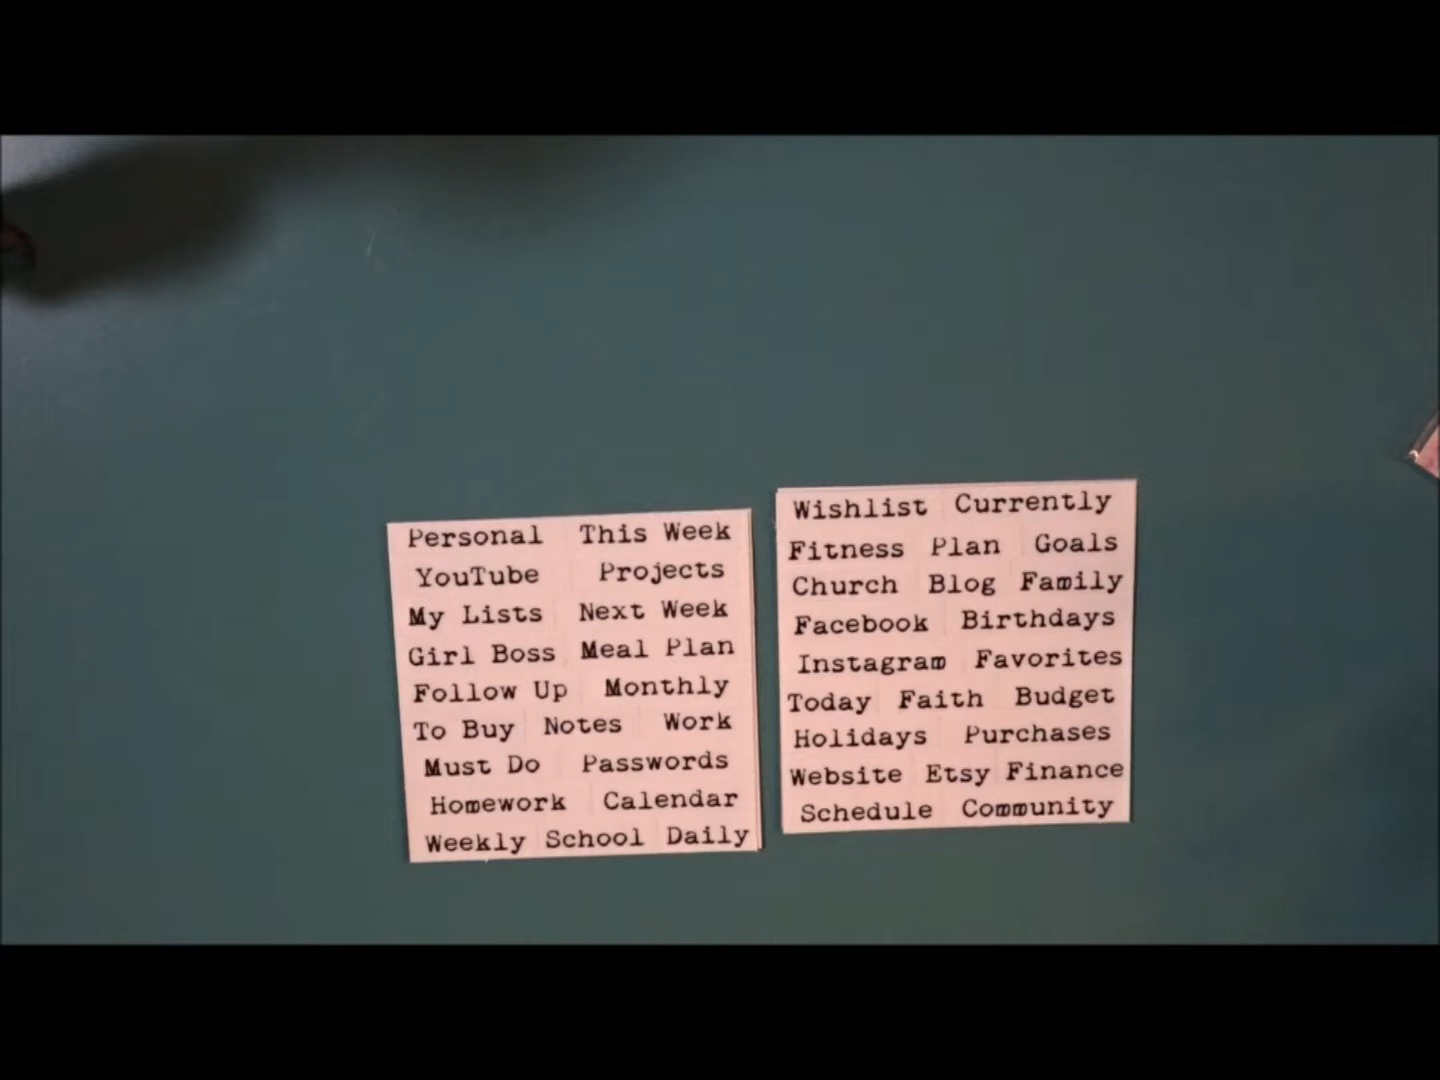 Personal This Week
YouTube Projects
My Lists Next Week
Girl Boss Meal Plan
Follow Up Monthly
To Buy Notes Work
Must Do Passwords
Homework Calendar
Weekly School Daily
Wishlist Currently
Fitness Plan Goals
Church Blog Family
Facebook Birthdays
Instagram Favorites
Today Faith Budget
Holidays Purchases
Website Etsy Finance
Schedule Community